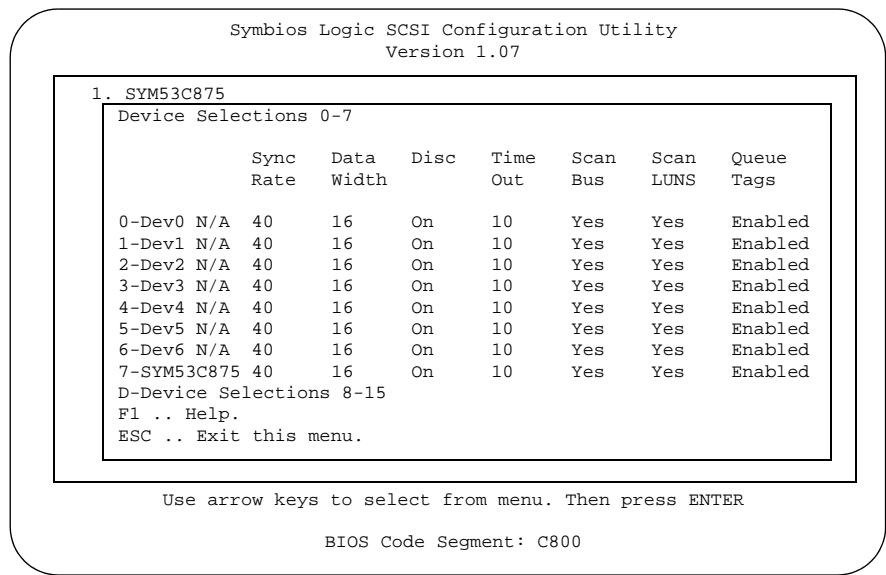 Symbios Logic SCSI Configuration Utility
Version 1.07
1. SYM53C875
Device Selections 0-7
Sync Data Disc Time Scan Scan Queue
Rate Width Out Bus LUNS Tags
0-Dev0 N/A 40 16 On 10 Yes Yes Enabled
1-Dev1 N/A 40 16 On 10 Yes Yes Enabled
2-Dev2 N/A 40 16 On 10 Yes Yes Enabled
3-Dev3 N/A 40 16 On 10 Yes Yes Enabled
4-Dev4 N/A 40 16 On 10 Yes Yes Enabled
5-Dev5 N/A 40 16 On 10 Yes Yes Enabled
6-Dev6 N/A 40 16 On 10 Yes Yes Enabled
7-SYM53C875 40 16 On 10 Yes Yes Enabled
D-Device Selections 8-15
F1 .. Help.
ESC .. Exit this menu.
Use arrow keys to select from menu. Then press ENTER
BIOS Code Segment: C800